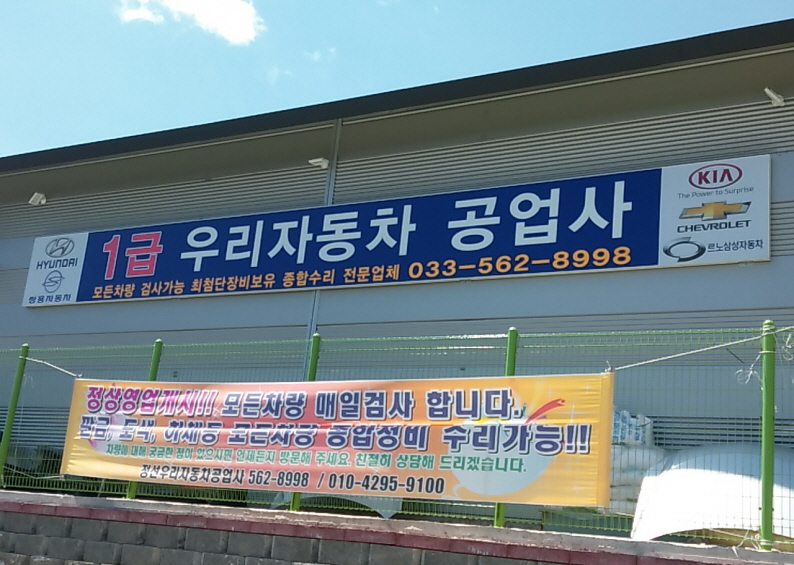 HYUNDAI
쌍용자동차
1급 우리자동차 공업사
모든차량 검사가능 최첨단장비보유 종합수리 전문업체 033-562-8998
KIA
The Power to Surprise
CHEVROLET
르노삼성자동차
정상영업개시!! 모든차량 매일검사 합니다.
판금, 도색, 하체등 모든차량 종합정비 수리가능!!
차량에 대해 궁금한 점이 있으시면 언제든지 방문해 주세요. 친절히 상담해 드리겠습니다.
정선우리자동차공업사 562-8998 / 010-4295-9100